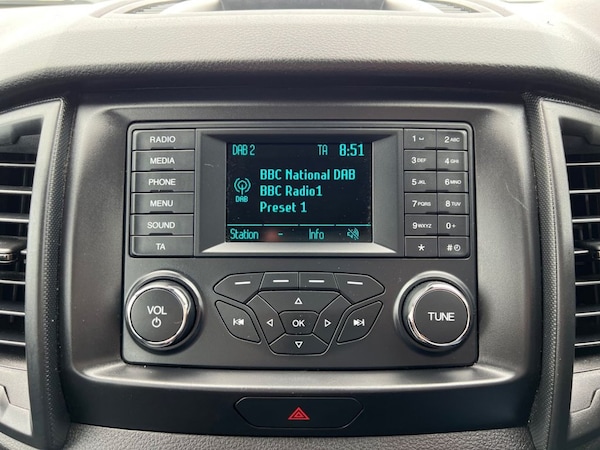 RADIO
MEDIA
PHONE
MENU
SOUND
TA
DAB 2 TA 8:51
BBC National DAB
BBC Radio1
Preset 1
DAB
Station - Info
1 2ABC
3DEF 4GHI
5JKL 6MNO
7PQRS 8TUV
9WXYZ 0+
* #
VOL
OK
TUNE